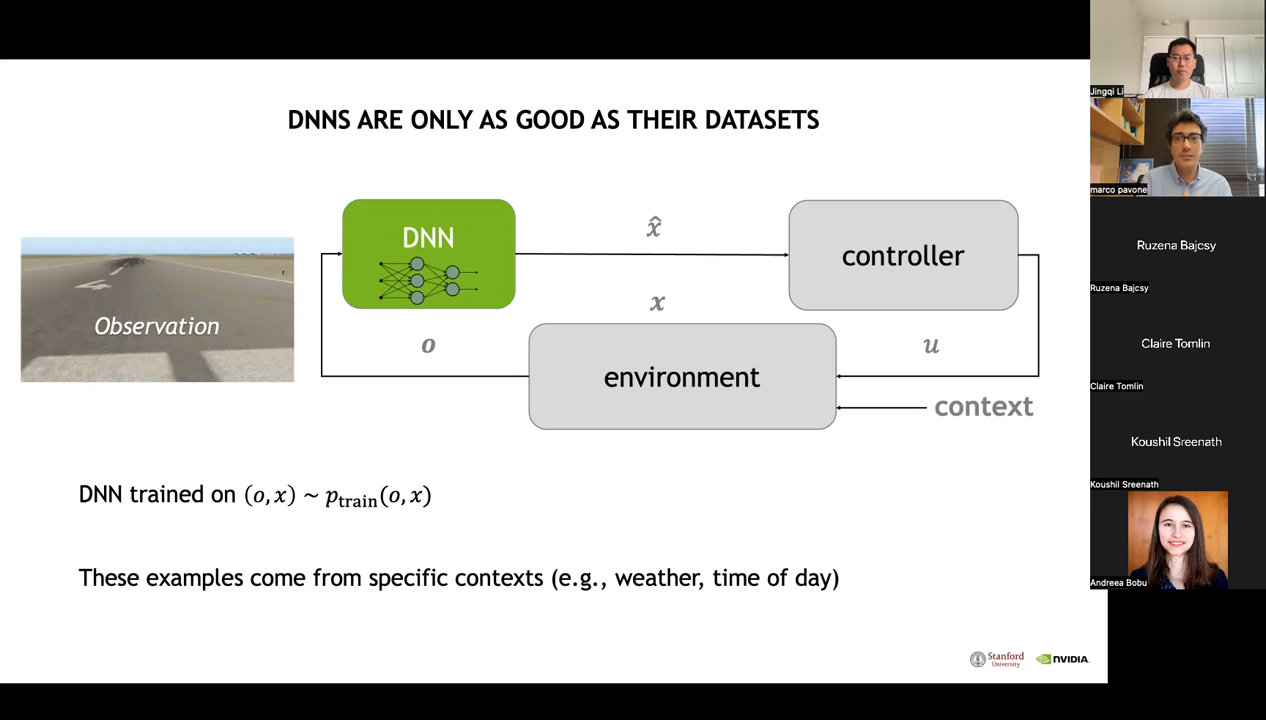 DNNS ARE ONLY AS GOOD AS THEIR DATASETS
DNN
x̂
controller
x
Observation
o
environment
u
context
4
DNN trained on (o, x) ~ p_train(o, x)
These examples come from specific contexts (e.g., weather, time of day)
Stanford
University
NVIDIA.
Jingqi Li
marco pavone
Ruzena Bajcsy
Ruzena Bajcsy
Claire Tomlin
Claire Tomlin
Koushil Sreenath
Koushil Sreenath
Andreea Bobu